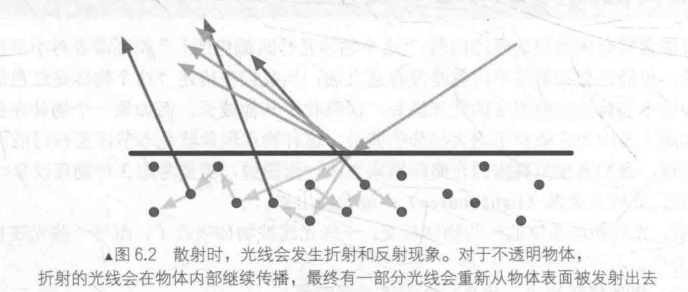 ▲图 6.2 散射时，光线会发生折射和反射现象。对于不透明物体，
折射的光线会在物体内部继续传播，最终有一部分光线会重新从物体表面被发射出去